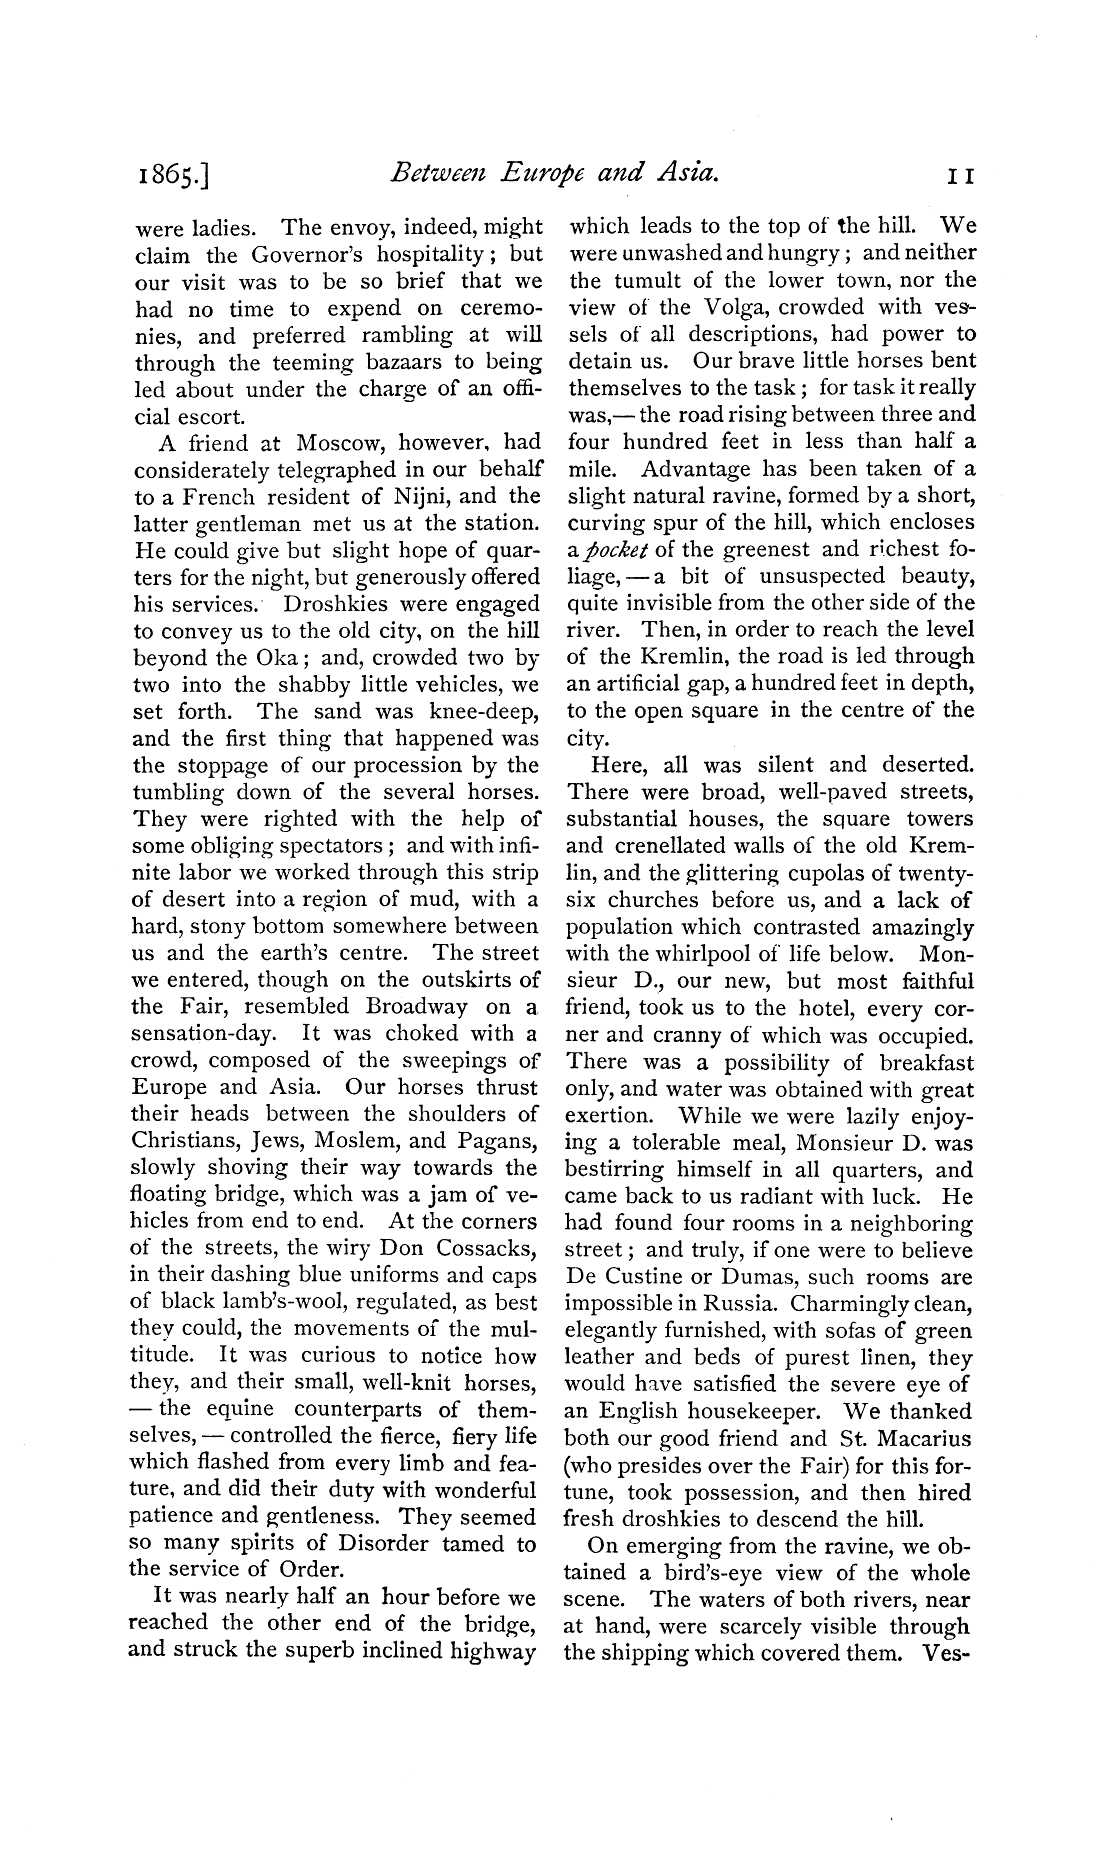 1865.] Between Europe and Asia. 11
were ladies. The envoy, indeed, might
claim the Governor's hospitality; but
our visit was to be so brief that we
had no time to expend on ceremo-
nies, and preferred rambling at will
through the teeming bazaars to being
led about under the charge of an offi-
cial escort.
A friend at Moscow, however, had
considerately telegraphed in our behalf
to a French resident of Nijni, and the
latter gentleman met us at the station.
He could give but slight hope of quar-
ters for the night, but generously offered
his services. Droshkies were engaged
to convey us to the old city, on the hill
beyond the Oka; and, crowded two by
two into the shabby little vehicles, we
set forth. The sand was knee-deep,
and the first thing that happened was
the stoppage of our procession by the
tumbling down of the several horses.
They were righted with the help of
some obliging spectators; and with infi-
nite labor we worked through this strip
of desert into a region of mud, with a
hard, stony bottom somewhere between
us and the earth's centre. The street
we entered, though on the outskirts of
the Fair, resembled Broadway on a
sensation-day. It was choked with a
crowd, composed of the sweepings of
Europe and Asia. Our horses thrust
their heads between the shoulders of
Christians, Jews, Moslem, and Pagans,
slowly shoving their way towards the
floating bridge, which was a jam of ve-
hicles from end to end. At the corners
of the streets, the wiry Don Cossacks,
in their dashing blue uniforms and caps
of black lamb's-wool, regulated, as best
they could, the movements of the mul-
titude. It was curious to notice how
they, and their small, well-knit horses,
— the equine counterparts of them-
selves, — controlled the fierce, fiery life
which flashed from every limb and fea-
ture, and did their duty with wonderful
patience and gentleness. They seemed
so many spirits of Disorder tamed to
the service of Order.
It was nearly half an hour before we
reached the other end of the bridge,
and struck the superb inclined highway
which leads to the top of the hill. We
were unwashed and hungry; and neither
the tumult of the lower town, nor the
view of the Volga, crowded with ves-
sels of all descriptions, had power to
detain us. Our brave little horses bent
themselves to the task; for task it really
was,— the road rising between three and
four hundred feet in less than half a
mile. Advantage has been taken of a
slight natural ravine, formed by a short,
curving spur of the hill, which encloses
a pocket of the greenest and richest fo-
liage, — a bit of unsuspected beauty,
quite invisible from the other side of the
river. Then, in order to reach the level
of the Kremlin, the road is led through
an artificial gap, a hundred feet in depth,
to the open square in the centre of the
city.
Here, all was silent and deserted.
There were broad, well-paved streets,
substantial houses, the square towers
and crenellated walls of the old Krem-
lin, and the glittering cupolas of twenty-
six churches before us, and a lack of
population which contrasted amazingly
with the whirlpool of life below. Mon-
sieur D., our new, but most faithful
friend, took us to the hotel, every cor-
ner and cranny of which was occupied.
There was a possibility of breakfast
only, and water was obtained with great
exertion. While we were lazily enjoy-
ing a tolerable meal, Monsieur D. was
bestirring himself in all quarters, and
came back to us radiant with luck. He
had found four rooms in a neighboring
street; and truly, if one were to believe
De Custine or Dumas, such rooms are
impossible in Russia. Charmingly clean,
elegantly furnished, with sofas of green
leather and beds of purest linen, they
would have satisfied the severe eye of
an English housekeeper. We thanked
both our good friend and St. Macarius
(who presides over the Fair) for this for-
tune, took possession, and then hired
fresh droshkies to descend the hill.
On emerging from the ravine, we ob-
tained a bird's-eye view of the whole
scene. The waters of both rivers, near
at hand, were scarcely visible through
the shipping which covered them. Ves-